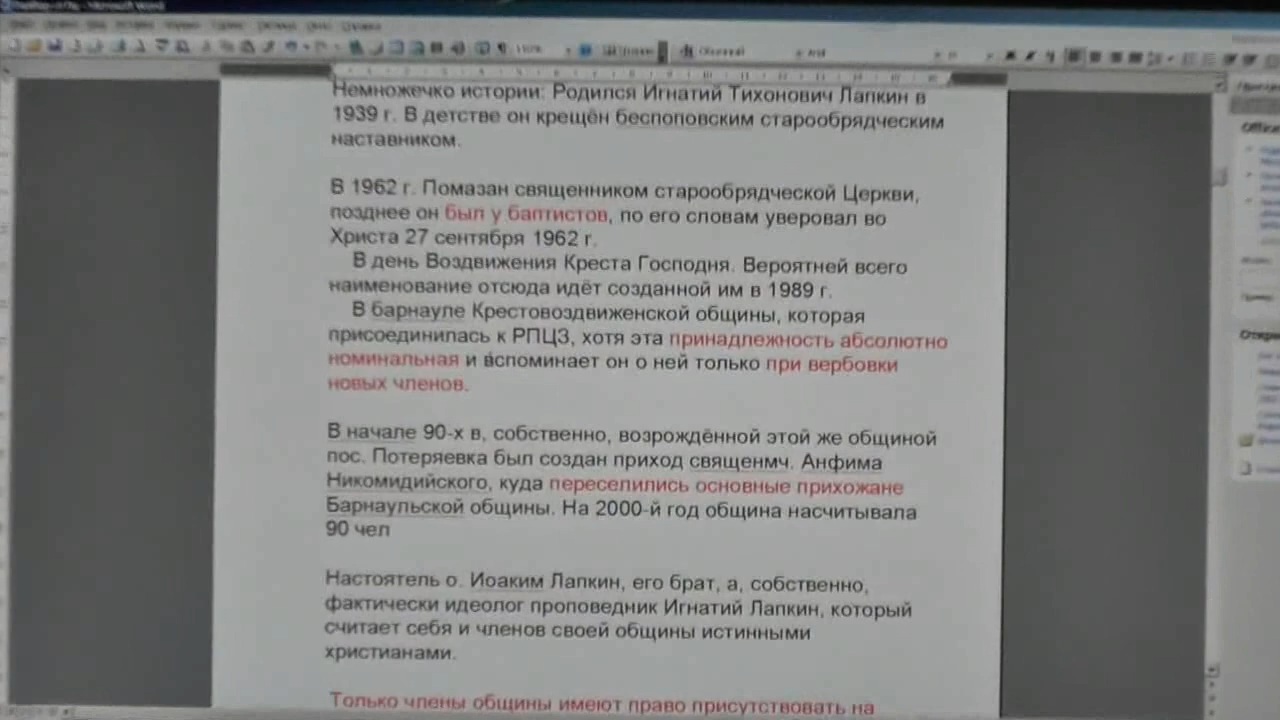 Microsoft Word
Немножечко истории: Родился Игнатий Тихонович Лапкин в
1939 г. В детстве он крещён беспоповским старообрядческим
наставником.
В 1962 г. Помазан священником старообрядческой Церкви,
позднее он был у баптистов, по его словам уверовал во
Христа 27 сентября 1962 г.
В день Воздвижения Креста Господня. Вероятней всего
наименование отсюда идёт созданной им в 1989 г.
В барнауле Крестовоздвиженской общины, которая
присоединилась к РПЦЗ, хотя эта принадлежность абсолютно
номинальная и вспоминает он о ней только при вербовки
новых членов.
В начале 90-х в, собственно, возрождённой этой же общиной
пос. Потеряевка был создан приход священмч. Анфима
Никомидийского, куда переселились основные прихожане
Барнаульской общины. На 2000-й год община насчитывала
90 чел
Настоятель о. Иоаким Лапкин, его брат, а, собственно,
фактически идеолог проповедник Игнатий Лапкин, который
считает себя и членов своей общины истинными
христианами.
Только члены общины имеют право присутствовать на